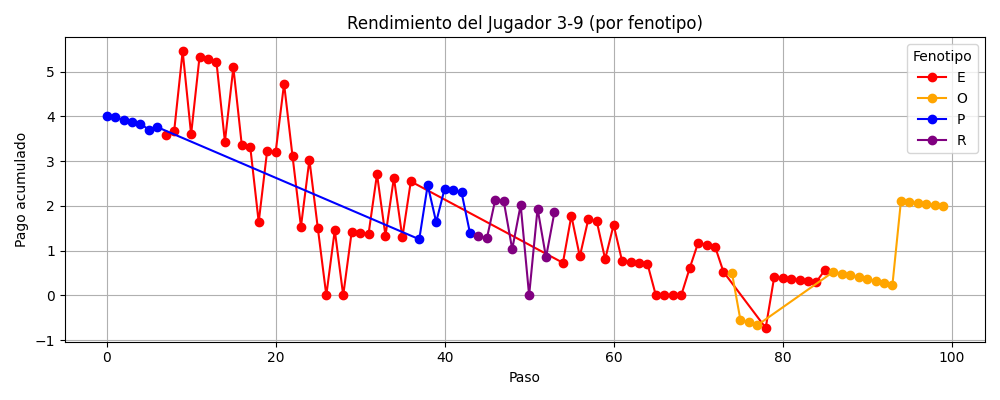 Rendimiento del Jugador 3-9 (por fenotipo)
Pago acumulado
5
4
3
2
1
0
−1
0 20 40 60 80 100
Paso
Fenotipo
E
O
P
R